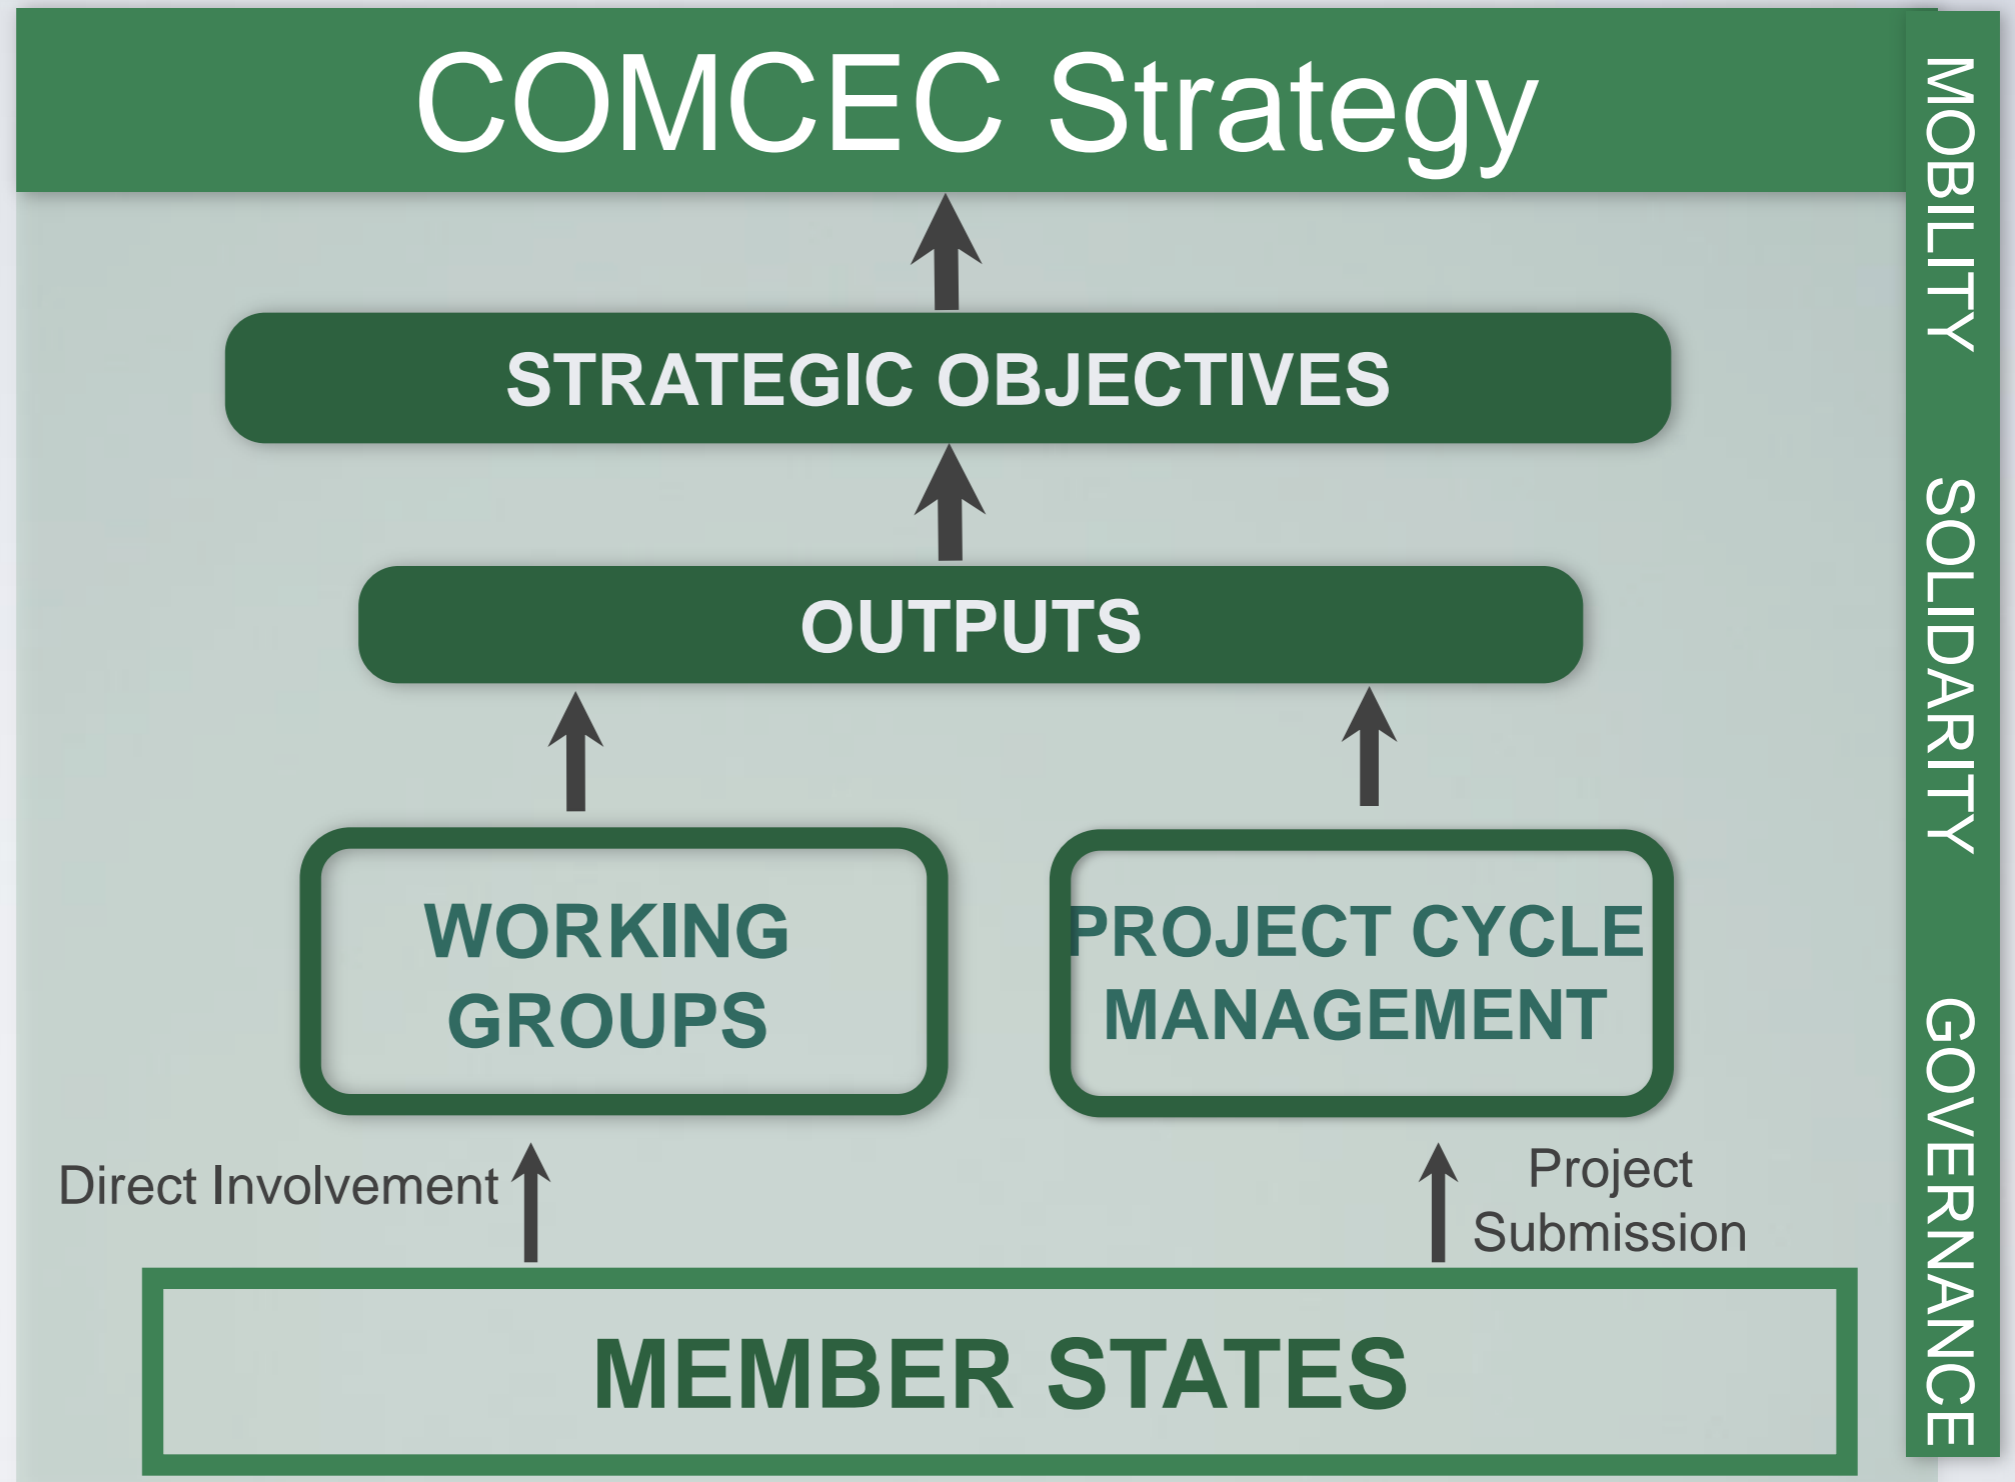 COMCEC Strategy
STRATEGIC OBJECTIVES
OUTPUTS
WORKING
GROUPS
PROJECT CYCLE
MANAGEMENT
Direct Involvement
Project
Submission
MEMBER STATES
MOBILITY SOLIDARITY GOVERNANCE